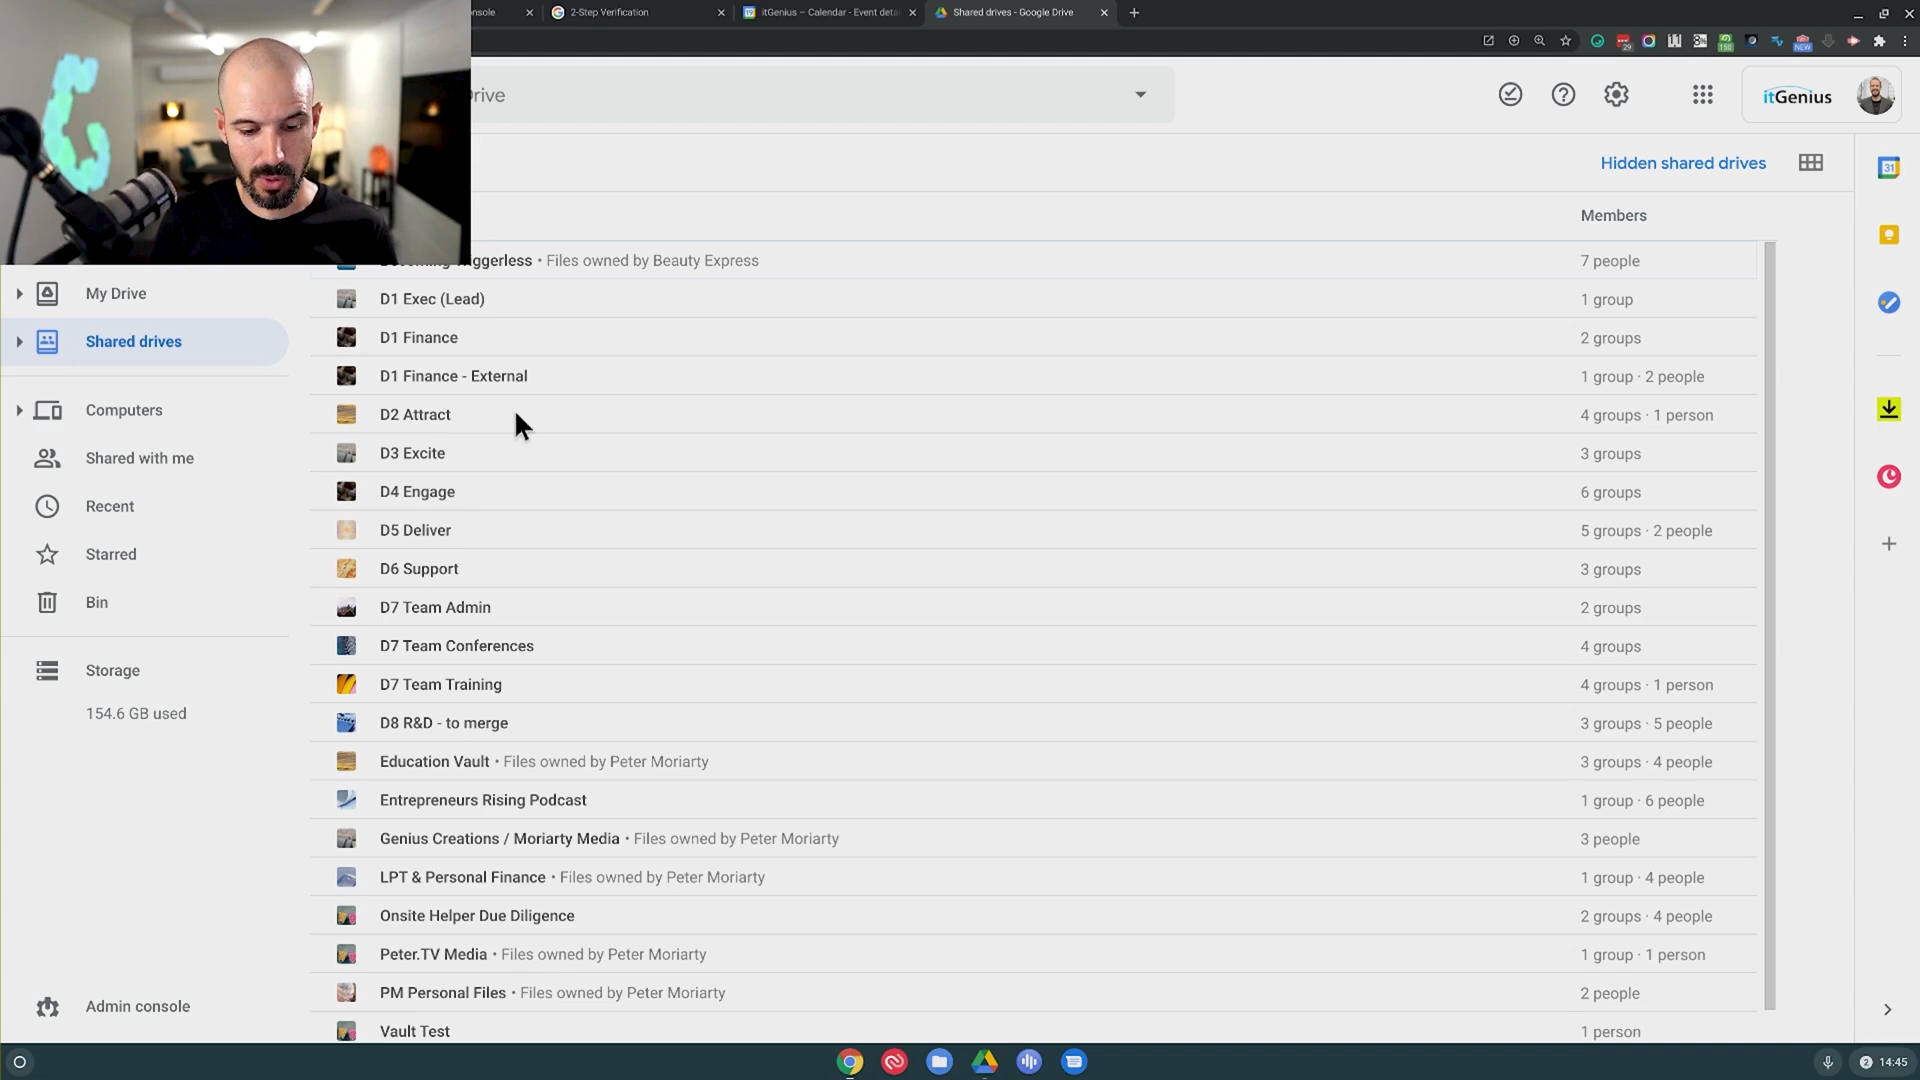 2-Step Verification
itGenius – Calendar - Event deta
Shared drives - Google Drive
29
150
NEW
itGenius
Hidden shared drives
31
Members
Files owned by Beauty Express
7 people
My Drive
D1 Exec (Lead)
1 group
D1 Finance
2 groups
Shared drives
D1 Finance - External
1 group · 2 people
Computers
D2 Attract
4 groups · 1 person
Shared with me
D3 Excite
3 groups
D4 Engage
6 groups
Recent
D5 Deliver
5 groups · 2 people
Starred
D6 Support
3 groups
Bin
D7 Team Admin
2 groups
D7 Team Conferences
4 groups
Storage
D7 Team Training
4 groups · 1 person
154.6 GB used
D8 R&D - to merge
3 groups · 5 people
Education Vault • Files owned by Peter Moriarty
3 groups · 4 people
Entrepreneurs Rising Podcast
1 group · 6 people
Genius Creations / Moriarty Media • Files owned by Peter Moriarty
3 people
LPT & Personal Finance • Files owned by Peter Moriarty
1 group · 4 people
Onsite Helper Due Diligence
2 groups · 4 people
Peter.TV Media • Files owned by Peter Moriarty
1 group · 1 person
PM Personal Files • Files owned by Peter Moriarty
2 people
Admin console
Vault Test
1 person
2
14:45